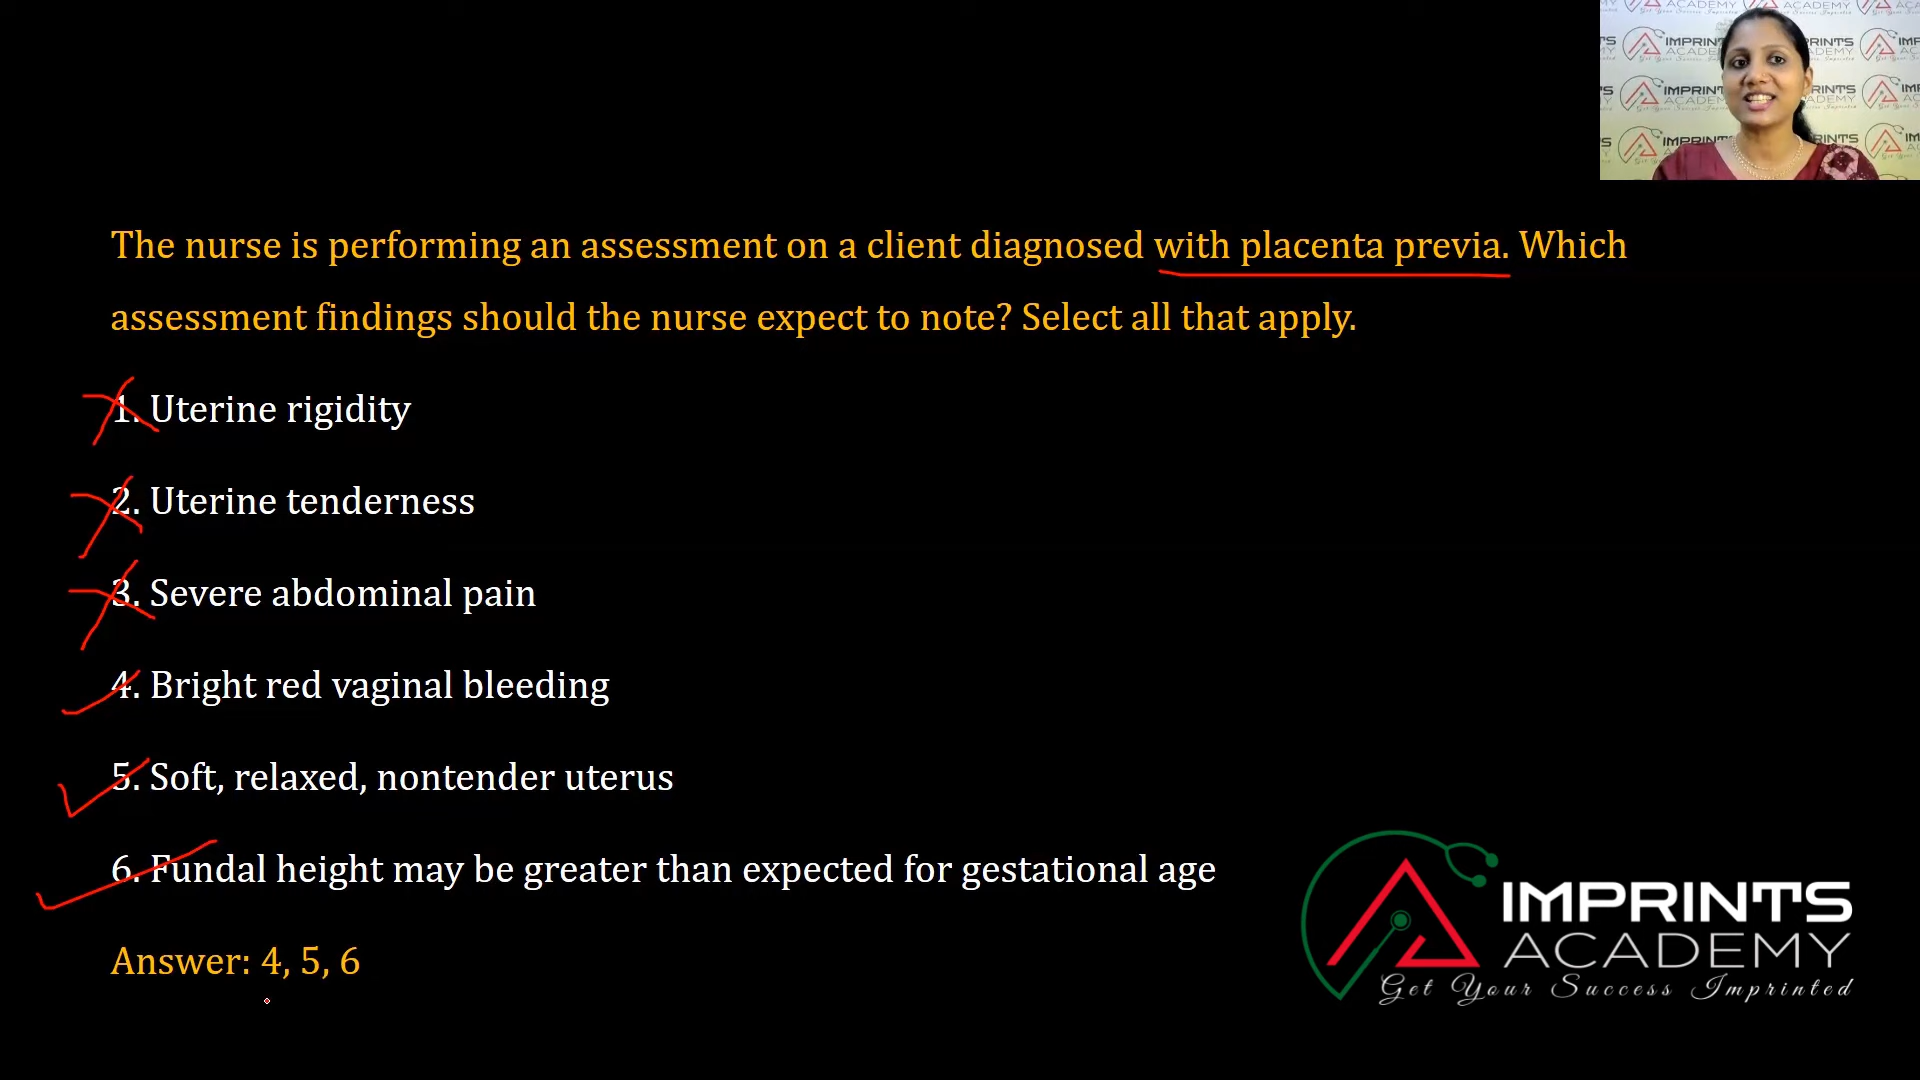 The nurse is performing an assessment on a client diagnosed with placenta previa. Which
assessment findings should the nurse expect to note? Select all that apply.
1. Uterine rigidity
2. Uterine tenderness
3. Severe abdominal pain
4. Bright red vaginal bleeding
5. Soft, relaxed, nontender uterus
6. Fundal height may be greater than expected for gestational age
Answer: 4, 5, 6
IMPRINTS
ACADEMY
Get Your Success Imprinted